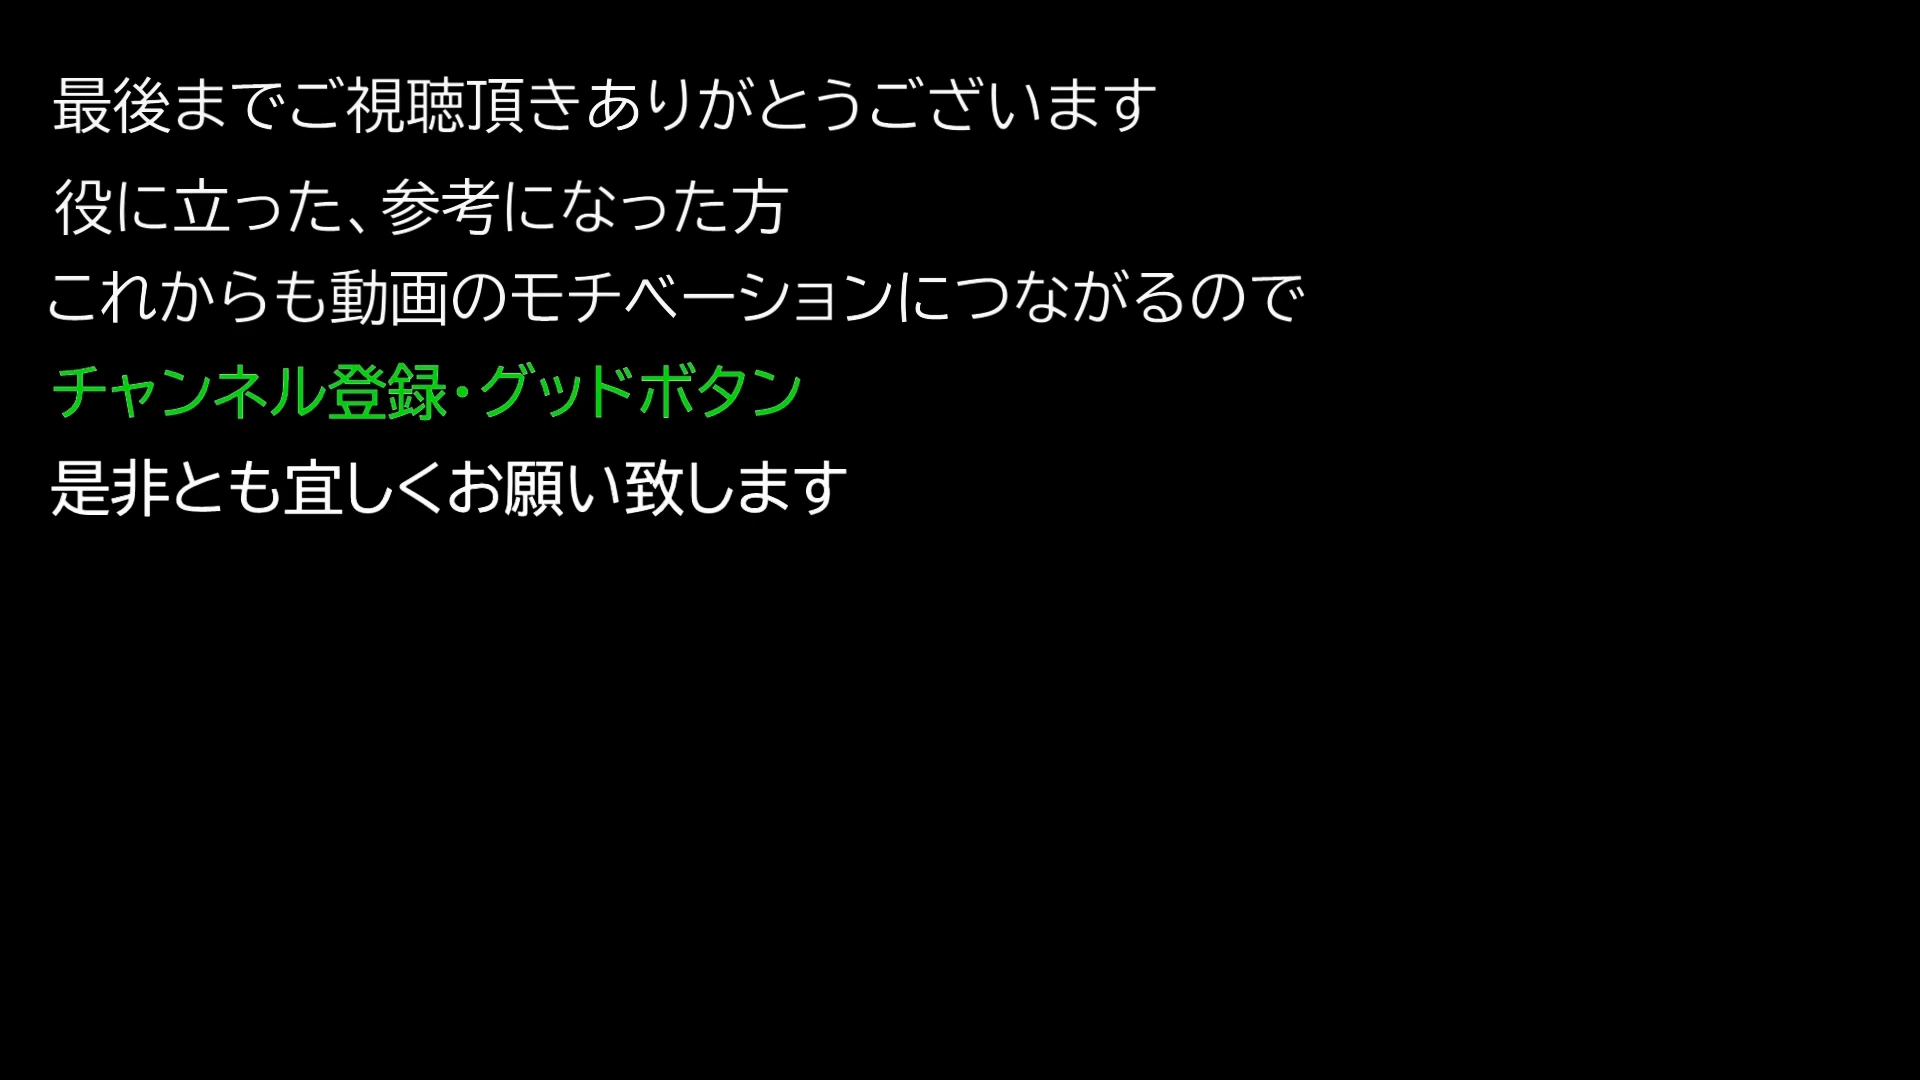 最後までご視聴頂きありがとうございます
役に立った、参考になった方
これからも動画のモチベーションにつながるので
チャンネル登録・グッドボタン
是非とも宜しくお願い致します